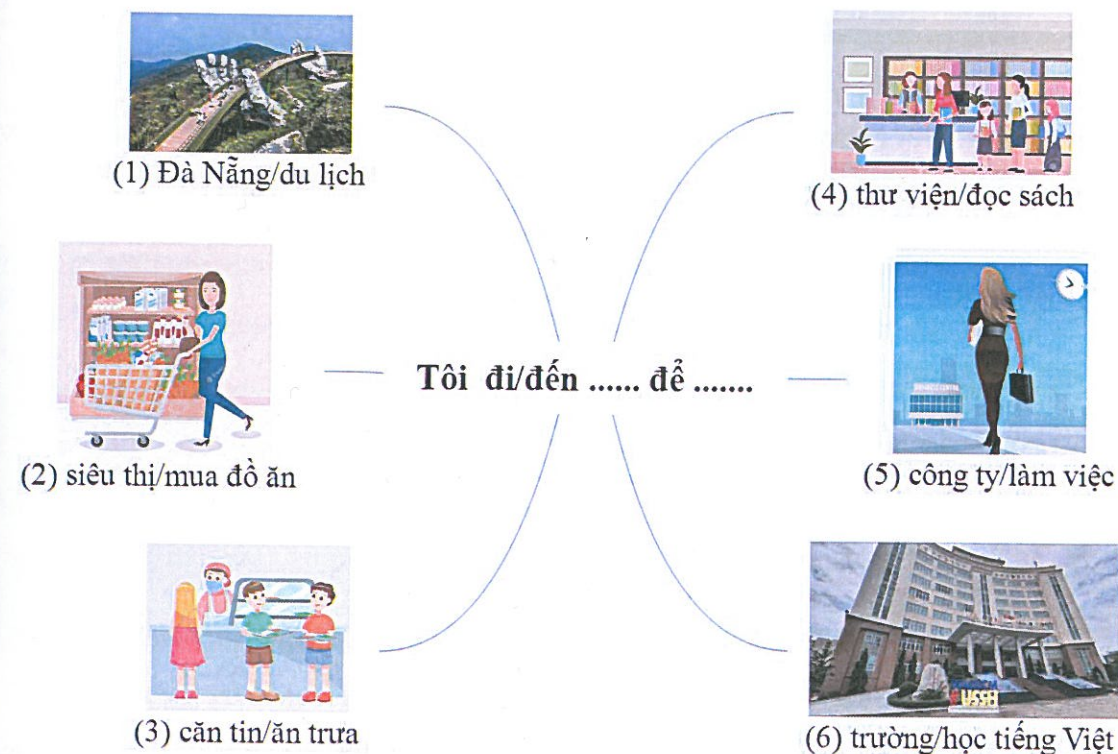 (1) Đà Nẵng/du lịch
(4) thư viện/đọc sách
Tôi đi/đến ...... để .......
(2) siêu thị/mua đồ ăn
(5) công ty/làm việc
USSH
(3) căn tin/ăn trưa
(6) trường/học tiếng Việt